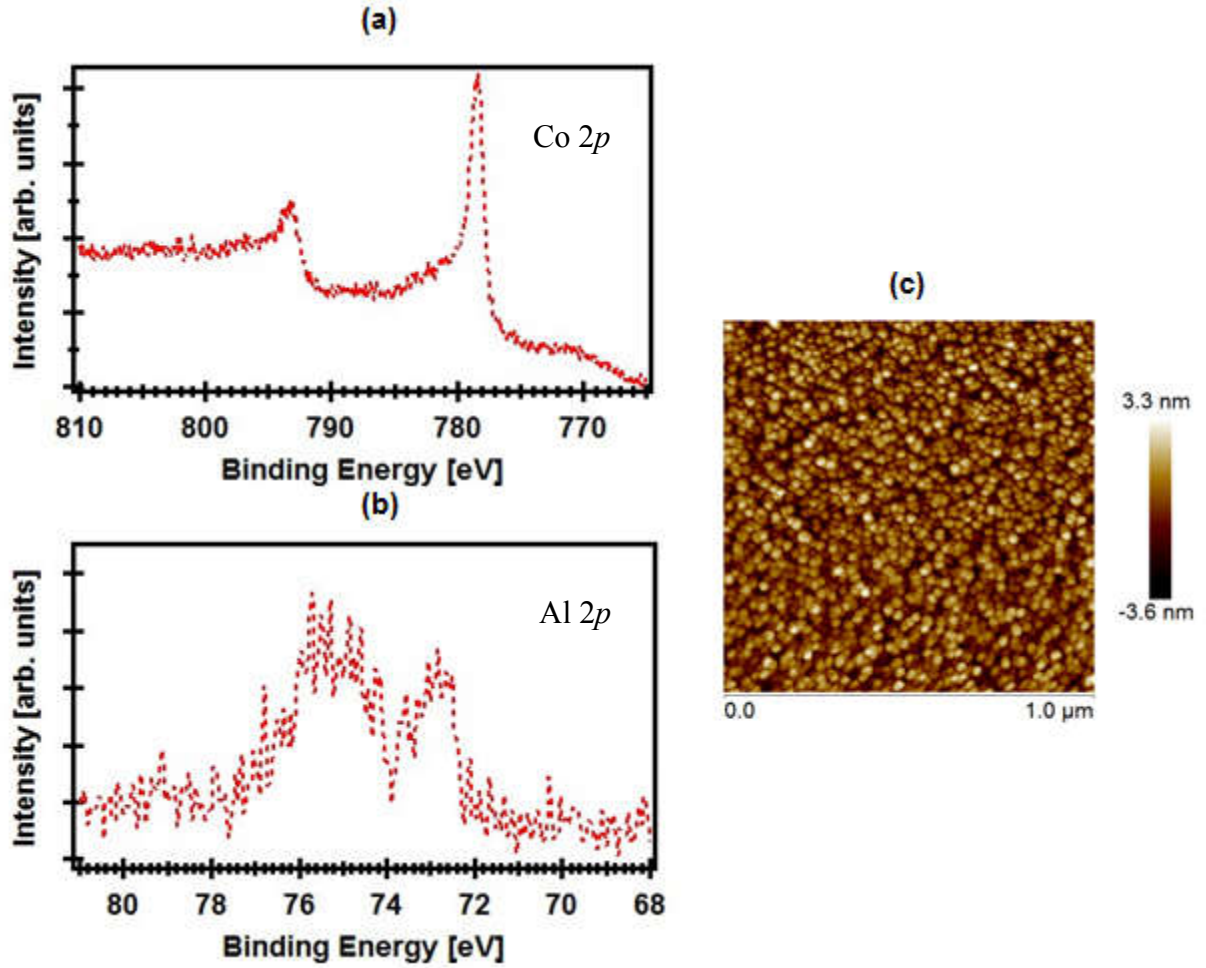 (a)
Intensity [arb. units]
Co 2p
810 800 790 780 770
Binding Energy [eV]
(b)
Intensity [arb. units]
Al 2p
80 78 76 74 72 70 68
Binding Energy [eV]
(c)
3.3 nm
-3.6 nm
0.0 1.0 µm